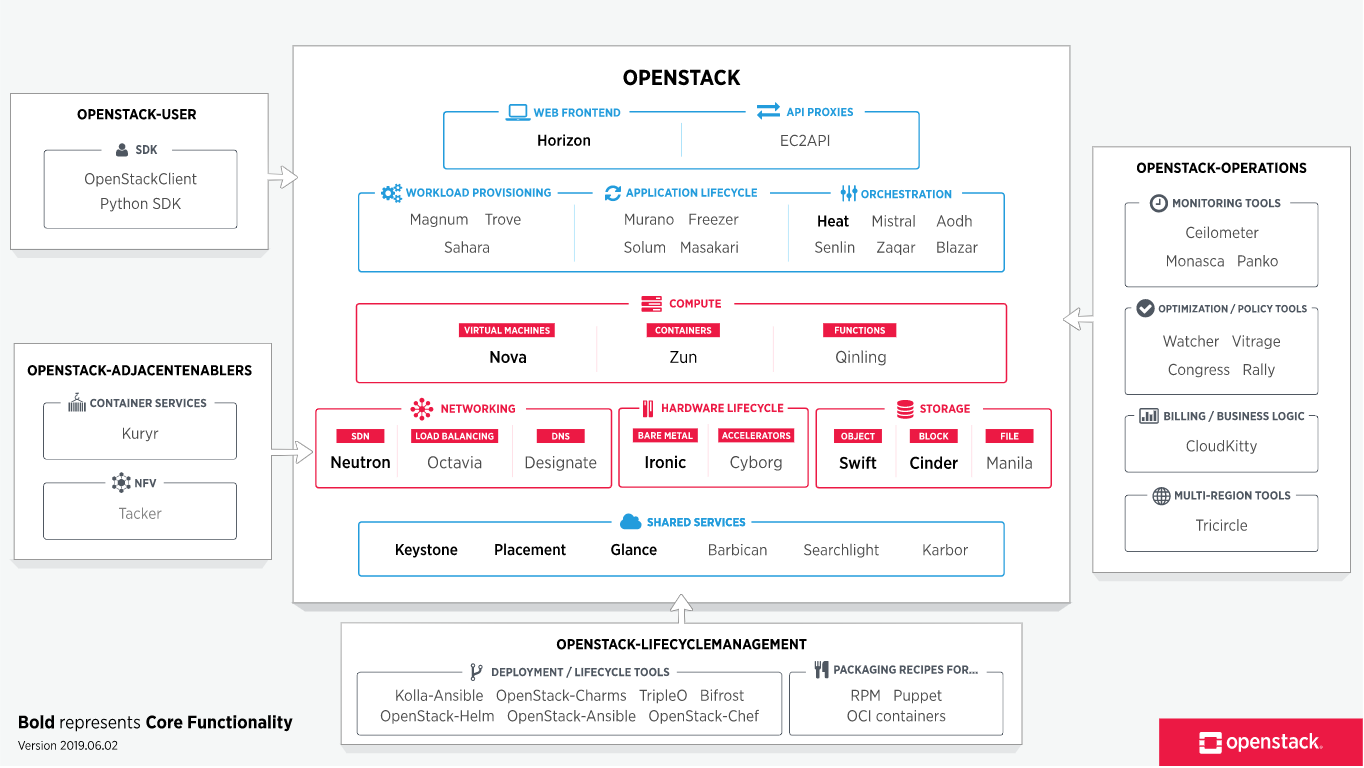 OPENSTACK
WEB FRONTEND
API PROXIES
Horizon
EC2API
WORKLOAD PROVISIONING
APPLICATION LIFECYCLE
ORCHESTRATION
Magnum Trove
Sahara
Murano Freezer
Solum Masakari
Heat Mistral Aodh
Senlin Zaqar Blazar
COMPUTE
VIRTUAL MACHINES
CONTAINERS
FUNCTIONS
Nova
Zun
Qinling
NETWORKING
SDN
LOAD BALANCING
DNS
Neutron
Octavia
Designate
HARDWARE LIFECYCLE
BARE METAL
ACCELERATORS
Ironic
Cyborg
STORAGE
OBJECT
BLOCK
FILE
Swift
Cinder
Manila
SHARED SERVICES
Keystone Placement Glance Barbican Searchlight Karbor
OPENSTACK-USER
SDK
OpenStackClient
Python SDK
OPENSTACK-ADJACENTENABLERS
CONTAINER SERVICES
Kuryr
NFV
Tacker
OPENSTACK-OPERATIONS
MONITORING TOOLS
Ceilometer
Monasca Panko
OPTIMIZATION / POLICY TOOLS
Watcher Vitrage
Congress Rally
BILLING / BUSINESS LOGIC
CloudKitty
MULTI-REGION TOOLS
Tricircle
OPENSTACK-LIFECYCLEMANAGEMENT
DEPLOYMENT / LIFECYCLE TOOLS
Kolla-Ansible OpenStack-Charms TripleO Bifrost
OpenStack-Helm OpenStack-Ansible OpenStack-Chef
PACKAGING RECIPES FOR...
RPM Puppet
OCI containers
Bold represents Core Functionality
Version 2019.06.02
openstack.